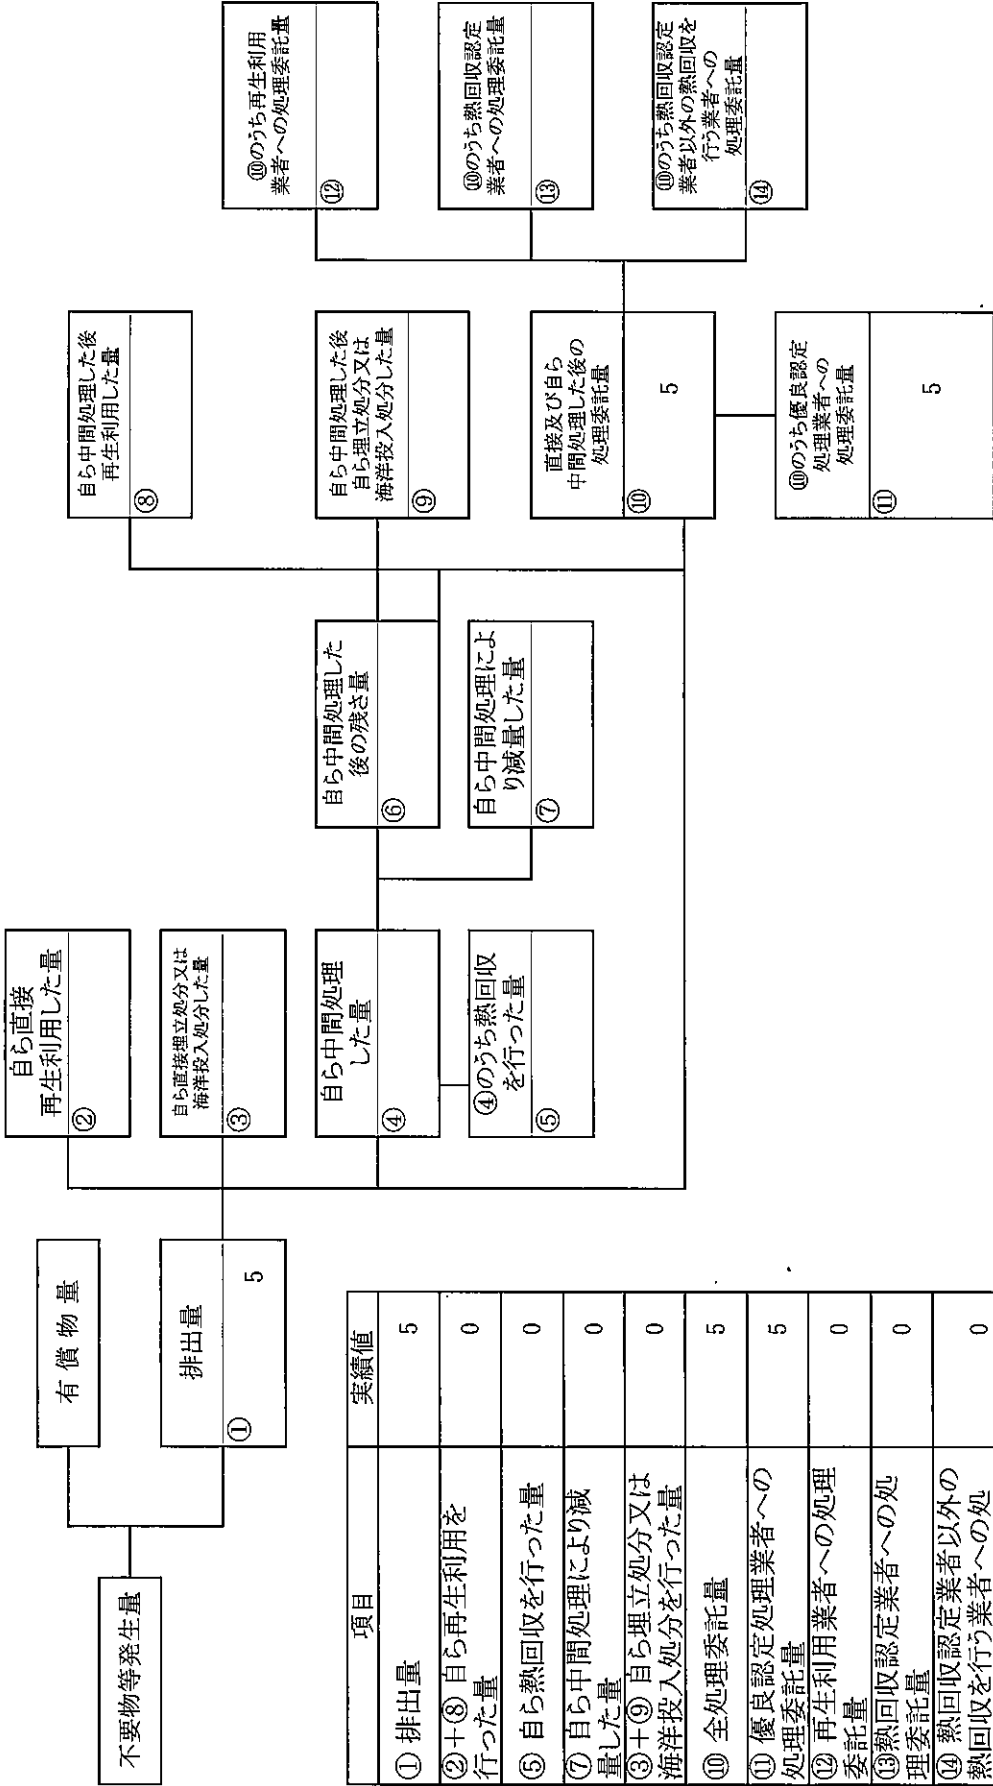 不要物等発生量
有償物量
排出量
①
5
自ら直接
再生利用した量
②
自ら直接埋立処分又は
海洋投入処分した量
③
自ら中間処理
した量
④
④のうち熱回収
を行った量
⑤
自ら中間処理した
後の残さ量
⑥
自ら中間処理によ
り減量した量
⑦
自ら中間処理した後
再生利用した量
⑧
自ら中間処理した後
自ら埋立処分又は
海洋投入処分した量
⑨
直接及び自ら
中間処理した後の
処理委託量
⑩
5
⑩のうち優良認定
処理業者への
処理委託量
⑪
5
⑩のうち再生利用
業者への処理委託量
⑫
⑩のうち熱回収認定
業者への処理委託量
⑬
⑩のうち熱回収認定
業者以外の熱回収を
行う業者への
処理委託量
⑭
項目 実績値
① 排出量 5
②+⑧ 自ら再生利用を
行った量 0
⑤ 自ら熱回収を行った量 0
⑦ 自ら中間処理により減
量した量 0
③+⑨ 自ら埋立処分又は
海洋投入処分を行った量 0
⑩ 全処理委託量 5
⑪ 優良認定処理業者への
処理委託量 5
⑫ 再生利用業者への処理
委託量 0
⑬熱回収認定業者への処
理委託量 0
⑭ 熱回収認定業者以外の
熱回収を行う業者への処 0